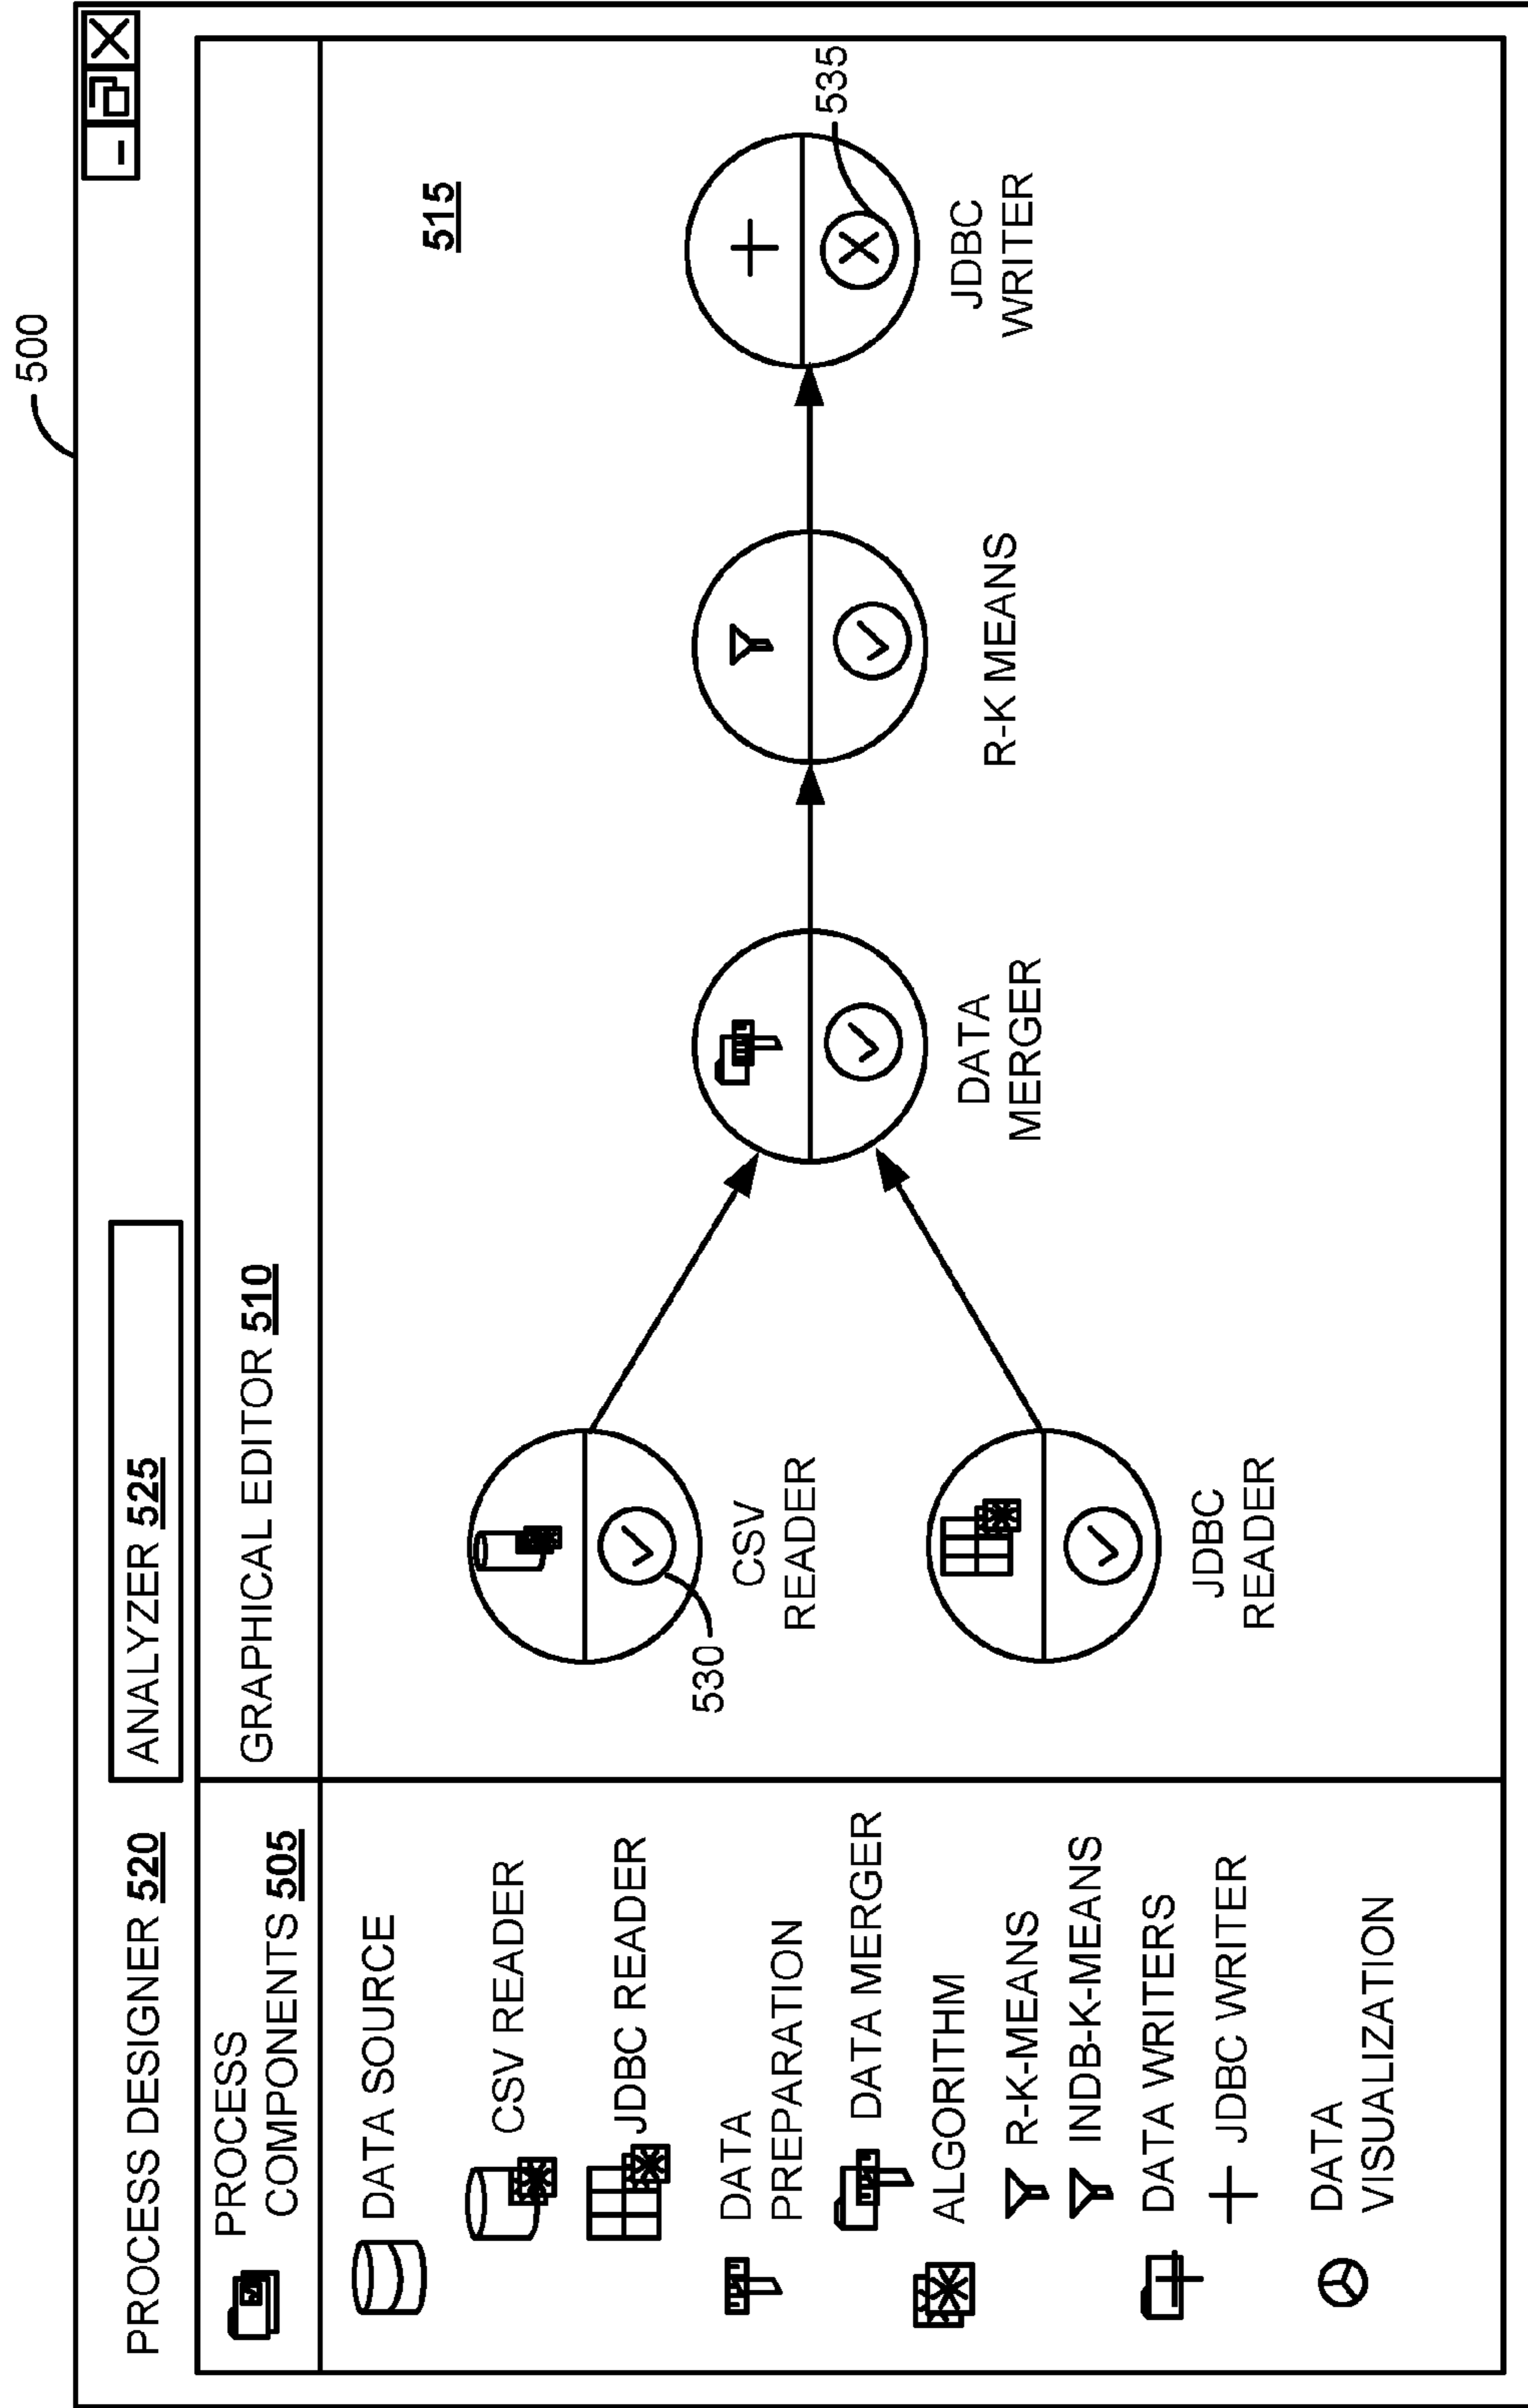 500
PROCESS DESIGNER 520
ANALYZER 525
PROCESS
COMPONENTS 505
GRAPHICAL EDITOR 510
DATA SOURCE
CSV READER
JDBC READER
DATA
PREPARATION
DATA MERGER
ALGORITHM
R-K-MEANS
INDB-K-MEANS
DATA WRITERS
JDBC WRITER
DATA
VISUALIZATION
515
530
CSV
READER
JDBC
READER
DATA
MERGER
R-K MEANS
535
JDBC
WRITER